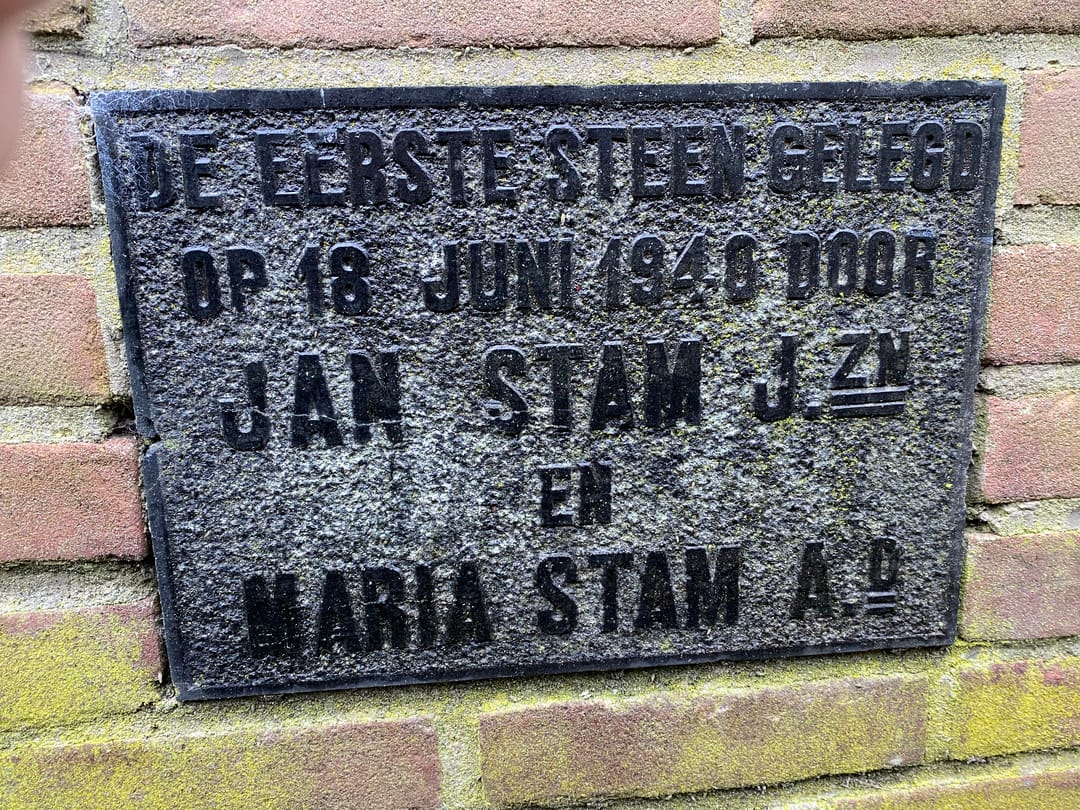 DE EERSTE STEEN GELEGD
OP 18 JUNI 1940 DOOR
JAN STAM J.ZN
EN
MARIA STAM A.D